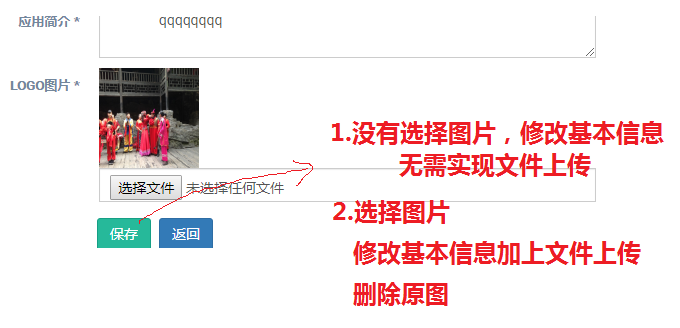 应用简介 *
qqqqqqqq
LOGO图片 *
选择文件 未选择任何文件
保存 返回
1.没有选择图片，修改基本信息
无需实现文件上传
2.选择图片
修改基本信息加上文件上传
删除原图